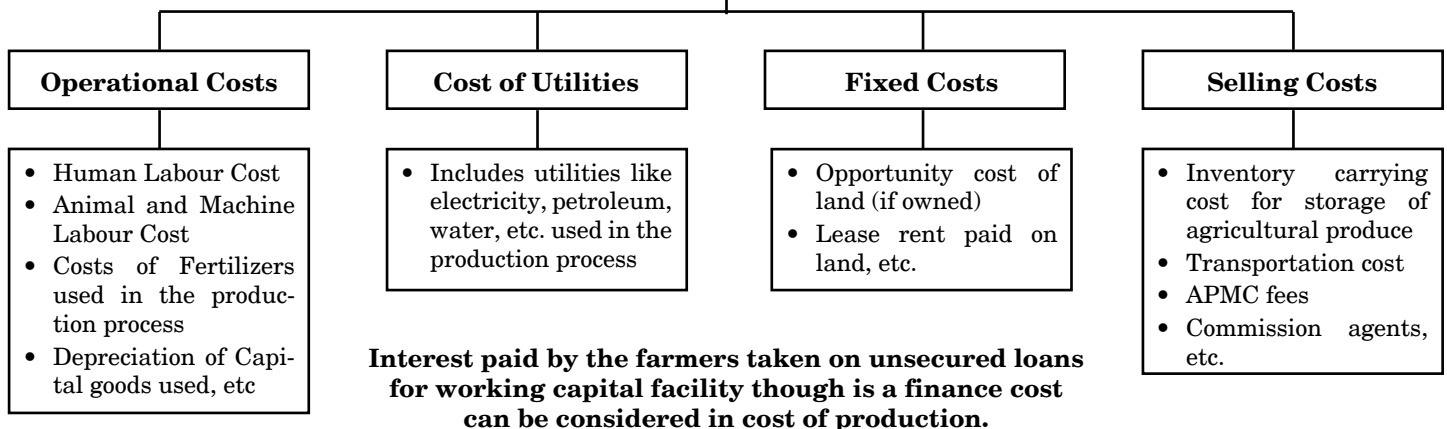 Operational Costs
Cost of Utilities
Fixed Costs
Selling Costs
• Human Labour Cost
• Animal and Machine
Labour Cost
• Costs of Fertilizers
used in the produc-
tion process
• Depreciation of Capi-
tal goods used, etc
• Includes utilities like
electricity, petroleum,
water, etc. used in the
production process
• Opportunity cost of
land (if owned)
• Lease rent paid on
land, etc.
• Inventory carrying
cost for storage of
agricultural produce
• Transportation cost
• APMC fees
• Commission agents,
etc.
Interest paid by the farmers taken on unsecured loans
for working capital facility though is a finance cost
can be considered in cost of production.